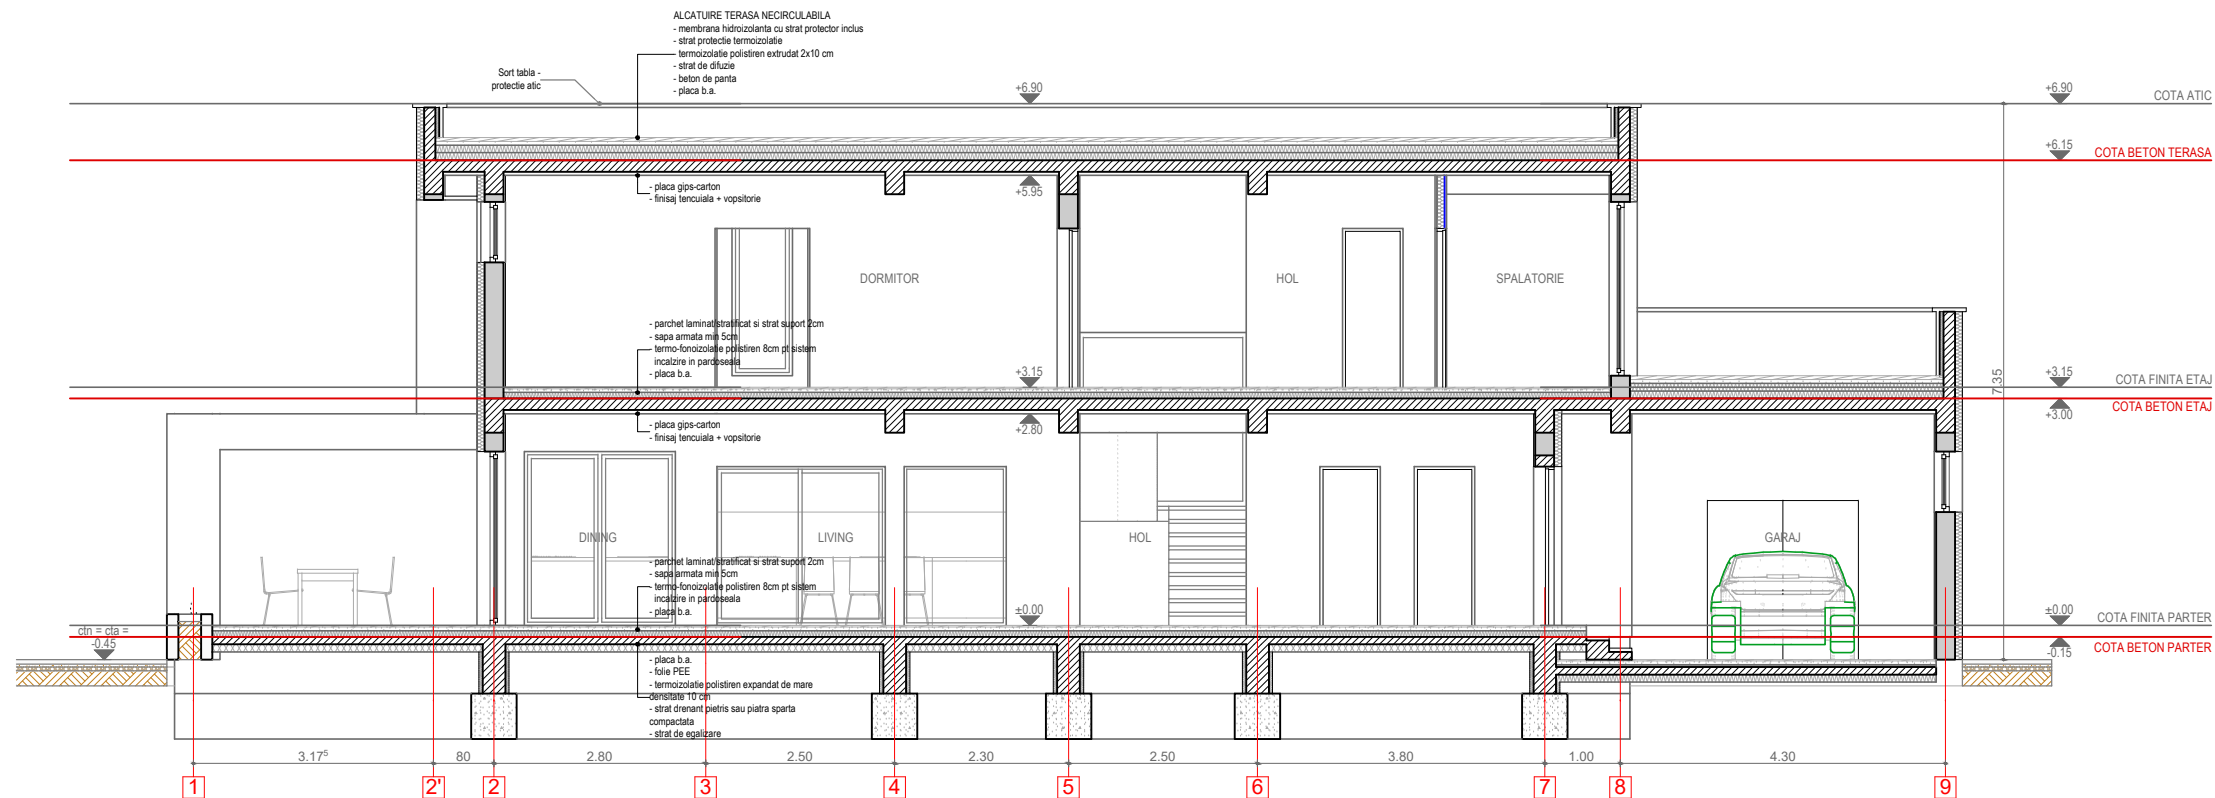 ALCATUIRE TERASA NECIRCULABILA
- membrana hidroizolanta cu strat protector inclus
- strat protectie termoizolatie
- termoizolatie polistiren extrudat 2x10 cm
- strat de difuzie
- beton de panta
- placa b.a.
Sort tabla -
protectie atic
+6.90
+6.90
COTA ATIC
+6.15
COTA BETON TERASA
- placa gips-carton
- finisaj tencuiala + vopsitorie
+5.95
DORMITOR
HOL
SPALATORIE
- parchet laminat/stratificat si strat suport 2cm
- sapa armata min 5cm
- termo-fonoizolatie polistiren 8cm pt sistem
incalzire in pardoseala
- placa b.a.
+3.15
+3.15
COTA FINITA ETAJ
7.35
COTA BETON ETAJ
+3.00
- placa gips-carton
- finisaj tencuiala + vopsitorie
+2.80
DINING
LIVING
HOL
GARAJ
- parchet laminat/stratificat si strat suport 2cm
- sapa armata min 5cm
- termo-fonoizolatie polistiren 8cm pt sistem
incalzire in pardoseala
- placa b.a.
±0.00
±0.00
COTA FINITA PARTER
ctn = cta =
-0.45
COTA BETON PARTER
-0.15
- placa b.a.
- folie PEE
- termoizolatie polistiren expandat de mare
densitate 10 cm
- strat drenant pietris sau piatra sparta
compactata
- strat de egalizare
3.17⁵ 80 2.80 2.50 2.30 2.50 3.80 1.00 4.30
1 2' 2 3 4 5 6 7 8 9